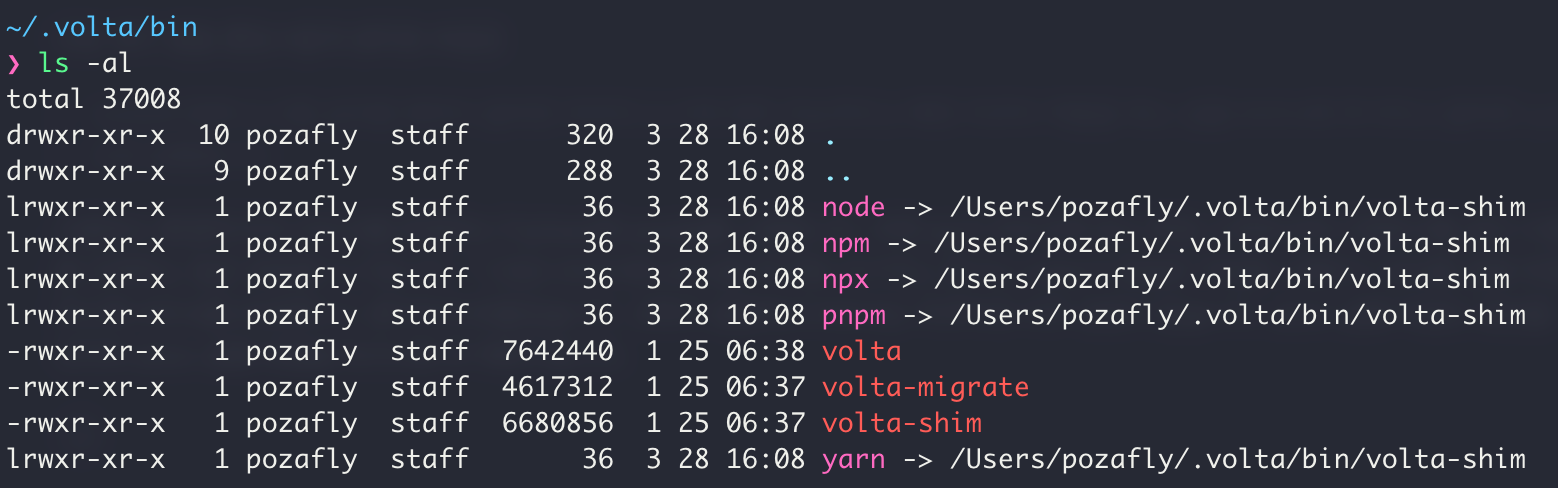 ~/.volta/bin
❯ ls -al
total 37008
drwxr-xr-x  10 pozafly  staff      320  3 28 16:08 .
drwxr-xr-x   9 pozafly  staff      288  3 28 16:08 ..
lrwxr-xr-x   1 pozafly  staff       36  3 28 16:08 node -> /Users/pozafly/.volta/bin/volta-shim
lrwxr-xr-x   1 pozafly  staff       36  3 28 16:08 npm -> /Users/pozafly/.volta/bin/volta-shim
lrwxr-xr-x   1 pozafly  staff       36  3 28 16:08 npx -> /Users/pozafly/.volta/bin/volta-shim
lrwxr-xr-x   1 pozafly  staff       36  3 28 16:08 pnpm -> /Users/pozafly/.volta/bin/volta-shim
-rwxr-xr-x   1 pozafly  staff  7642440  1 25 06:38 volta
-rwxr-xr-x   1 pozafly  staff  4617312  1 25 06:37 volta-migrate
-rwxr-xr-x   1 pozafly  staff  6680856  1 25 06:37 volta-shim
lrwxr-xr-x   1 pozafly  staff       36  3 28 16:08 yarn -> /Users/pozafly/.volta/bin/volta-shim